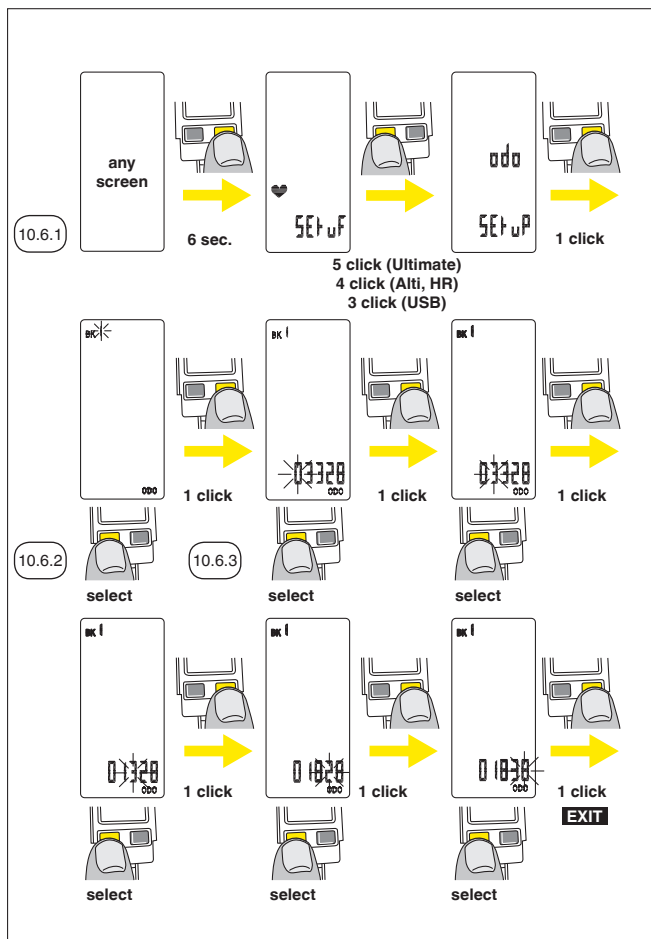 any
screen
odo
SEtuF
SEtuP
10.6.1
6 sec.
1 click
5 click (Ultimate)
4 click (Alti, HR)
3 click (USB)
BK 1
BK 1
BK 1
ODO
03328
ODO
03328
ODO
1 click
1 click
1 click
10.6.2
10.6.3
select
select
select
BK 1
BK 1
BK 1
01328
ODO
01828
ODO
01838
ODO
1 click
1 click
1 click
EXIT
select
select
select